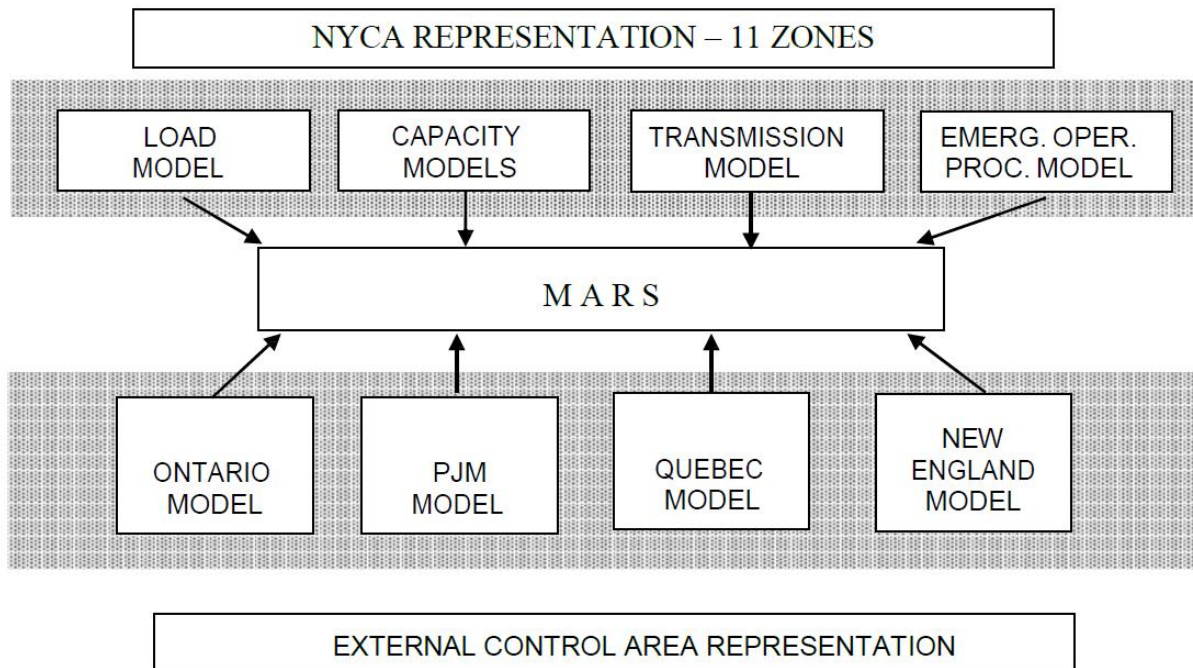 NYCA REPRESENTATION – 11 ZONES
LOAD
MODEL
CAPACITY
MODELS
TRANSMISSION
MODEL
EMERG. OPER.
PROC. MODEL
M A R S
ONTARIO
MODEL
PJM
MODEL
QUEBEC
MODEL
NEW
ENGLAND
MODEL
EXTERNAL CONTROL AREA REPRESENTATION